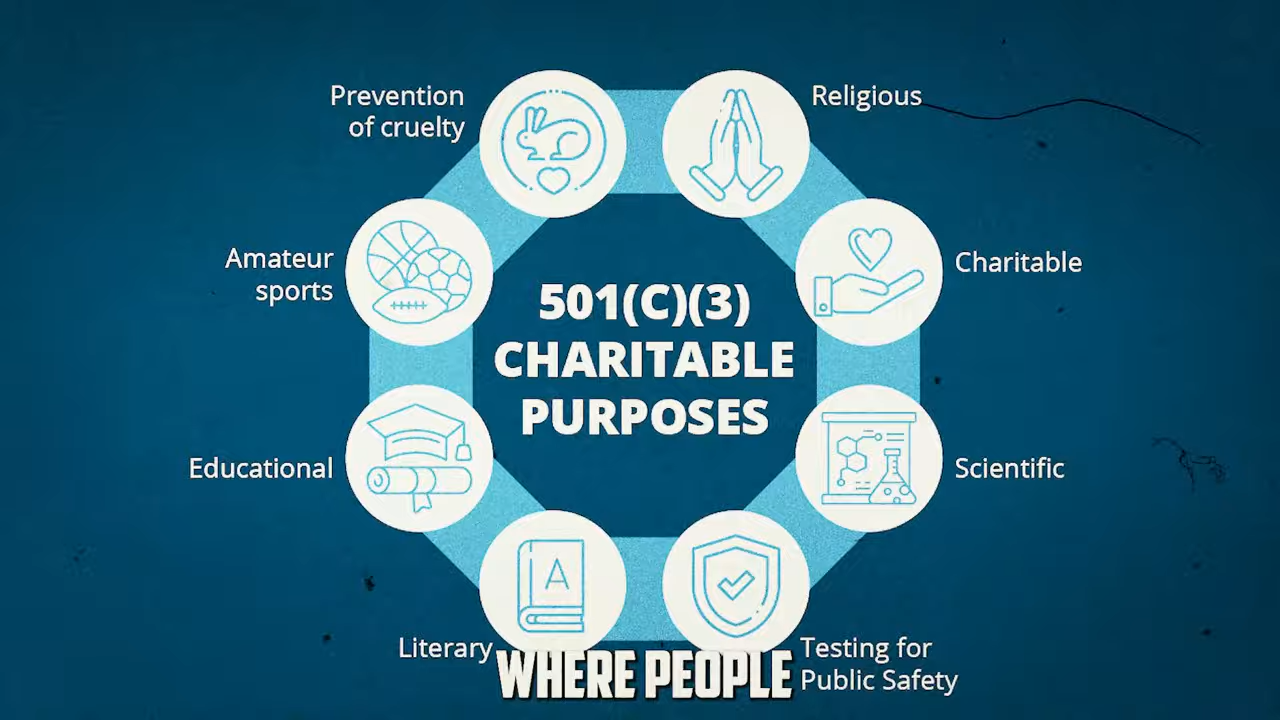 Prevention
of cruelty
Religious
Amateur
sports
Charitable
501(C)(3)
CHARITABLE
PURPOSES
Educational
Scientific
A
Literary
Testing for
Public Safety
WHERE PEOPLE